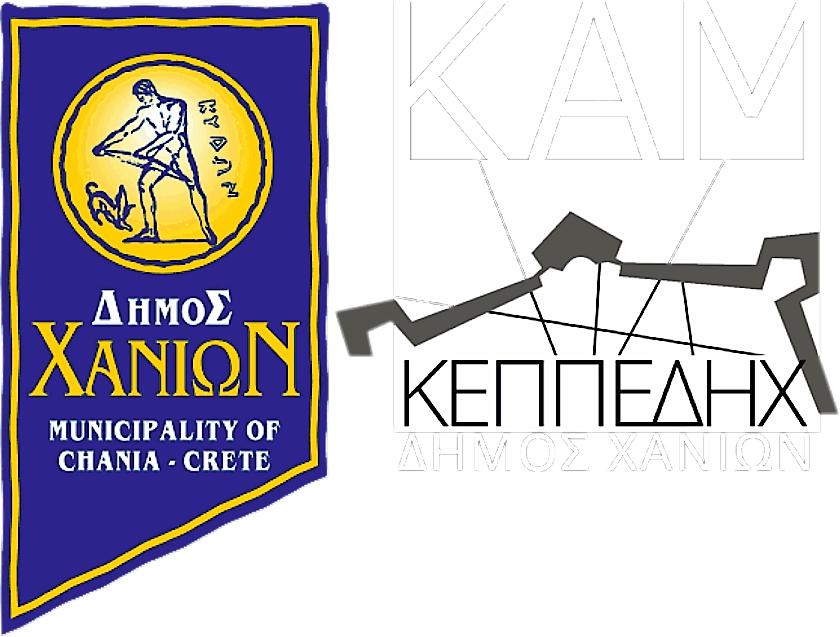 ΚΥΔΩΝ
ΔΗΜΟΣ
ΧΑΝΙΩΝ
MUNICIPALITY OF
CHANIA - CRETE
ΚΑΜ
ΚΕΠΠΕΔΗΧ
ΔΗΜΟΣ ΧΑΝΙΩΝ